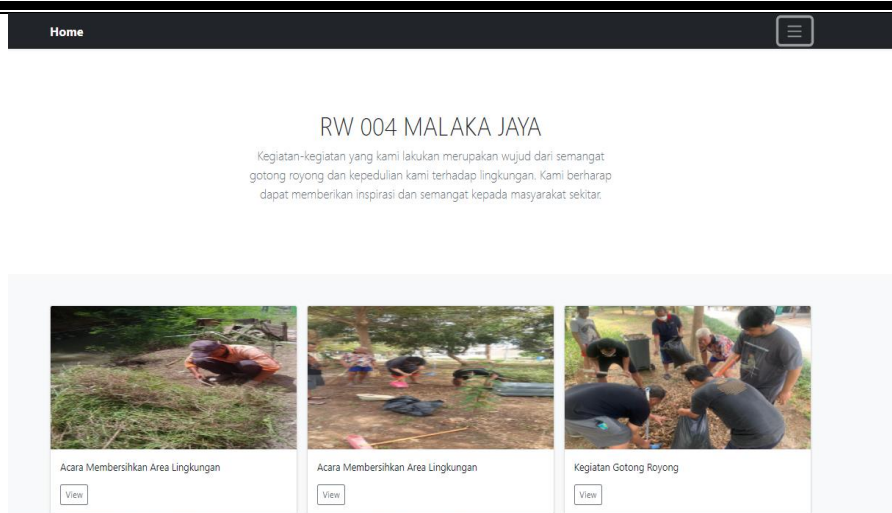 Home
RW 004 MALAKA JAYA
Kegiatan-kegiatan yang kami lakukan merupakan wujud dari semangat
gotong royong dan kepedulian kami terhadap lingkungan. Kami berharap
dapat memberikan inspirasi dan semangat kepada masyarakat sekitar.
Acara Membersihkan Area Lingkungan
View
Acara Membersihkan Area Lingkungan
View
Kegiatan Gotong Royong
View